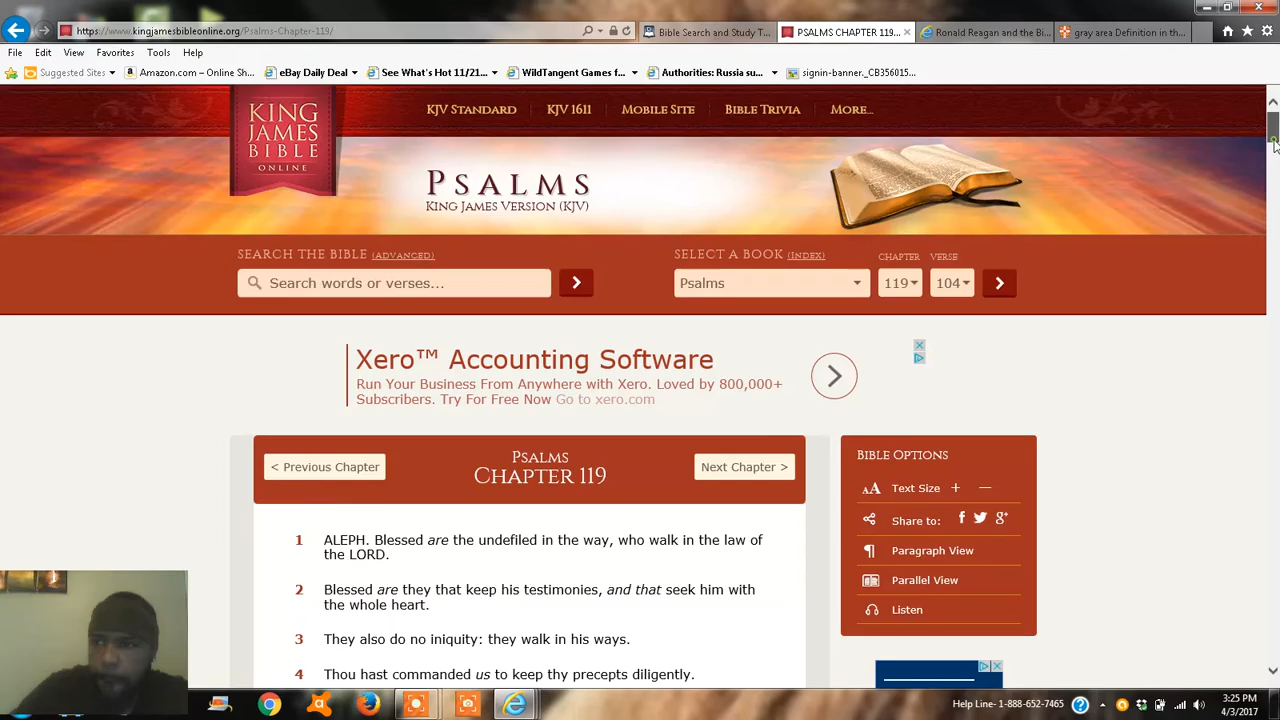 https://www.kingjamesbibleonline.org/Psalms-Chapter-119/
Bible Search and Study T...
PSALMS CHAPTER 119...
Ronald Reagan and the Bi...
gray area Definition in th...
File Edit View Favorites Tools Help
Suggested Sites
Amazon.com – Online Sh...
eBay Daily Deal
See What's Hot 11/21...
WildTangent Games f...
Authorities: Russia su...
signin-banner,_CB356015...
KING JAMES BIBLE ONLINE
KJV Standard
KJV 1611
Mobile Site
Bible Trivia
More...
Psalms
King James Version (KJV)
Search the Bible (Advanced)
Select a Book (Index)
Chapter
Verse
Search words or verses...
Psalms
119
104
Xero™ Accounting Software
Run Your Business From Anywhere with Xero. Loved by 800,000+
Subscribers. Try For Free Now Go to xero.com
< Previous Chapter
Psalms
Chapter 119
Next Chapter >
1 ALEPH. Blessed are the undefiled in the way, who walk in the law of
the LORD.
2 Blessed are they that keep his testimonies, and that seek him with
the whole heart.
3 They also do no iniquity: they walk in his ways.
4 Thou hast commanded us to keep thy precepts diligently.
Bible Options
AA Text Size + —
Share to:
Paragraph View
Parallel View
Listen
Help Line- 1-888-652-7465
3:25 PM
4/3/2017